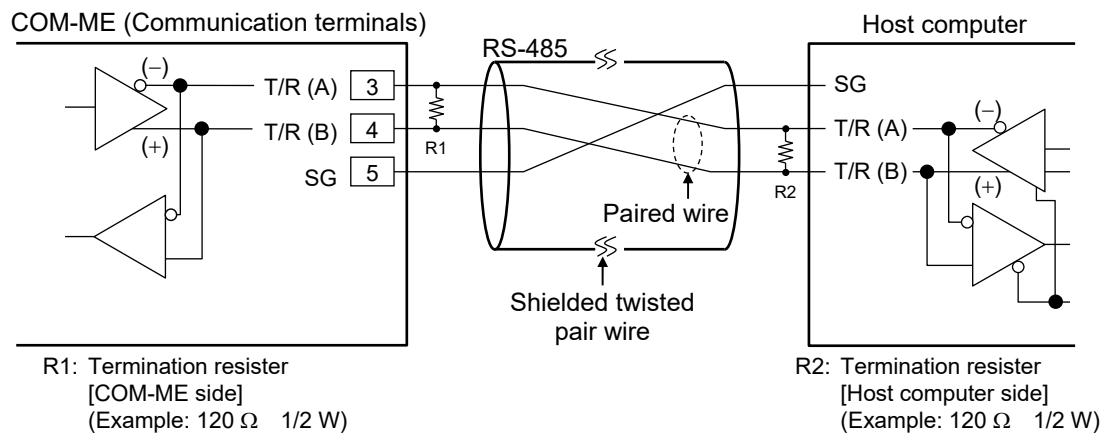 COM-ME (Communication terminals)
Host computer
RS-485
(−)
T/R (A) 3
T/R (B) 4
(+)
SG 5
R1
SG
T/R (A)
(−)
T/R (B)
(+)
R2
Paired wire
Shielded twisted
pair wire
R1: Termination resister
[COM-ME side]
(Example: 120 Ω 1/2 W)
R2: Termination resister
[Host computer side]
(Example: 120 Ω 1/2 W)